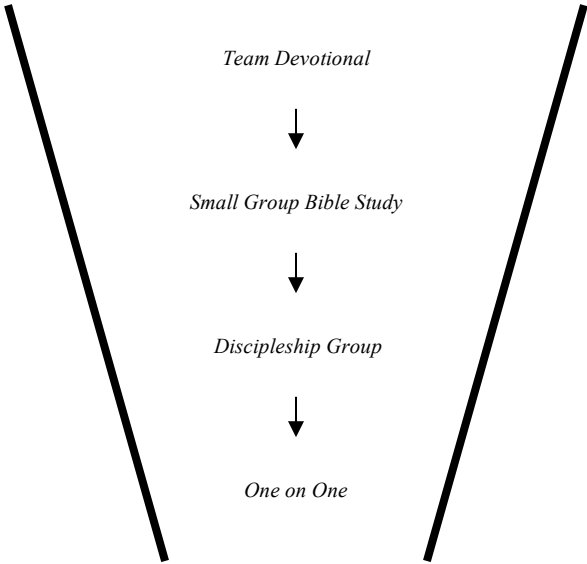 Team Devotional
Small Group Bible Study
Discipleship Group
One on One